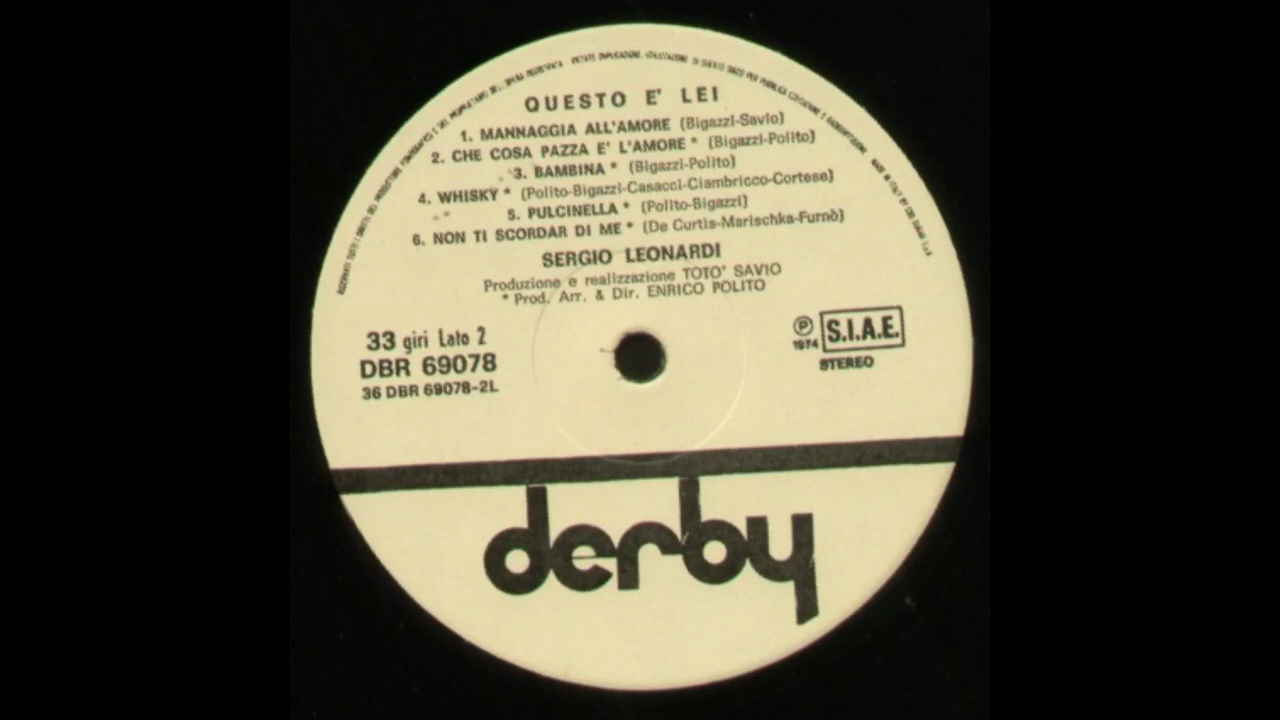 QUESTO E' LEI
1. MANNAGGIA ALL'AMORE (Bigazzi-Savio)
2. CHE COSA PAZZA E' L'AMORE * (Bigazzi-Polito)
3. BAMBINA * (Bigazzi-Polito)
4. WHISKY * (Polito-Bigazzi-Casacci-Ciambricco-Cortese)
5. PULCINELLA * (Polito-Bigazzi)
6. NON TI SCORDAR DI ME * (De Curtis-Marischka-Furnò)
SERGIO LEONARDI
Produzione e realizzazione TOTO' SAVIO
* Prod. Arr. & Dir. ENRICO POLITO
33 giri Lato 2
DBR 69078
36 DBR 69078-2L
℗ 1974 S.I.A.E.
STEREO
derby